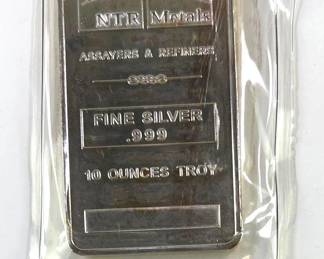 NTR Metals
ASSAYERS & REFINERS
FINE SILVER
.999
10 OUNCES TROY